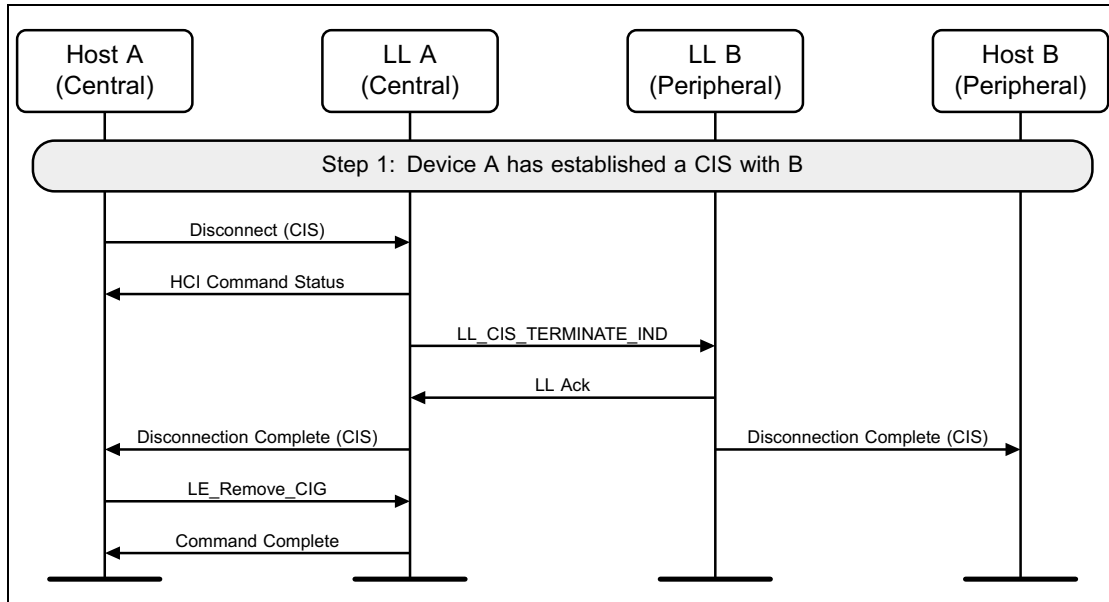 Host A
(Central)
LL A
(Central)
LL B
(Peripheral)
Host B
(Peripheral)
Step 1: Device A has established a CIS with B
Disconnect (CIS)
HCI Command Status
LL_CIS_TERMINATE_IND
LL Ack
Disconnection Complete (CIS)
Disconnection Complete (CIS)
LE_Remove_CIG
Command Complete